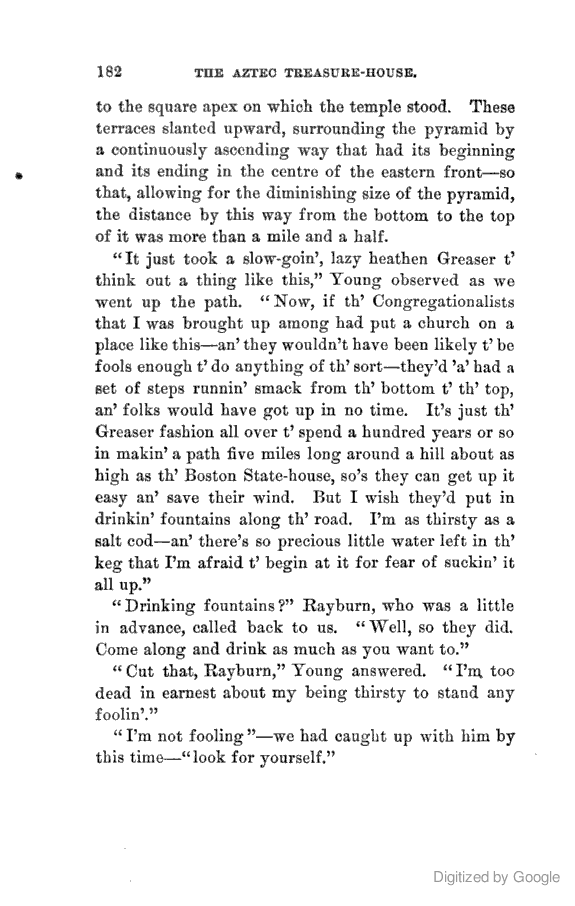 182 THE AZTEC TREASURE-HOUSE.
to the square apex on which the temple stood. These
terraces slanted upward, surrounding the pyramid by
a continuously ascending way that had its beginning
and its ending in the centre of the eastern front—so
that, allowing for the diminishing size of the pyramid,
the distance by this way from the bottom to the top
of it was more than a mile and a half.
"It just took a slow-goin', lazy heathen Greaser t'
think out a thing like this," Young observed as we
went up the path. "Now, if th' Congregationalists
that I was brought up among had put a church on a
place like this—an' they wouldn't have been likely t' be
fools enough t' do anything of th' sort—they'd 'a' had a
set of steps runnin' smack from th' bottom t' th' top,
an' folks would have got up in no time. It's just th'
Greaser fashion all over t' spend a hundred years or so
in makin' a path five miles long around a hill about as
high as th' Boston State-house, so's they can get up it
easy an' save their wind. But I wish they'd put in
drinkin' fountains along th' road. I'm as thirsty as a
salt cod—an' there's so precious little water left in th'
keg that I'm afraid t' begin at it for fear of suckin' it
all up."
"Drinking fountains?" Rayburn, who was a little
in advance, called back to us. "Well, so they did.
Come along and drink as much as you want to."
"Cut that, Rayburn," Young answered. "I'm too
dead in earnest about my being thirsty to stand any
foolin'."
"I'm not fooling"—we had caught up with him by
this time—"look for yourself."
Digitized by Google